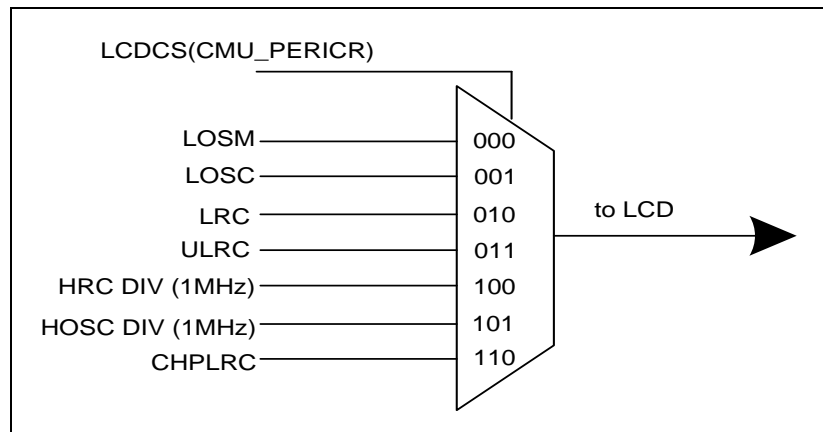 LCDCS(CMU_PERICR)
LOSM 000
LOSC 001
LRC 010 to LCD
ULRC 011
HRC DIV (1MHz) 100
HOSC DIV (1MHz) 101
CHPLRC 110